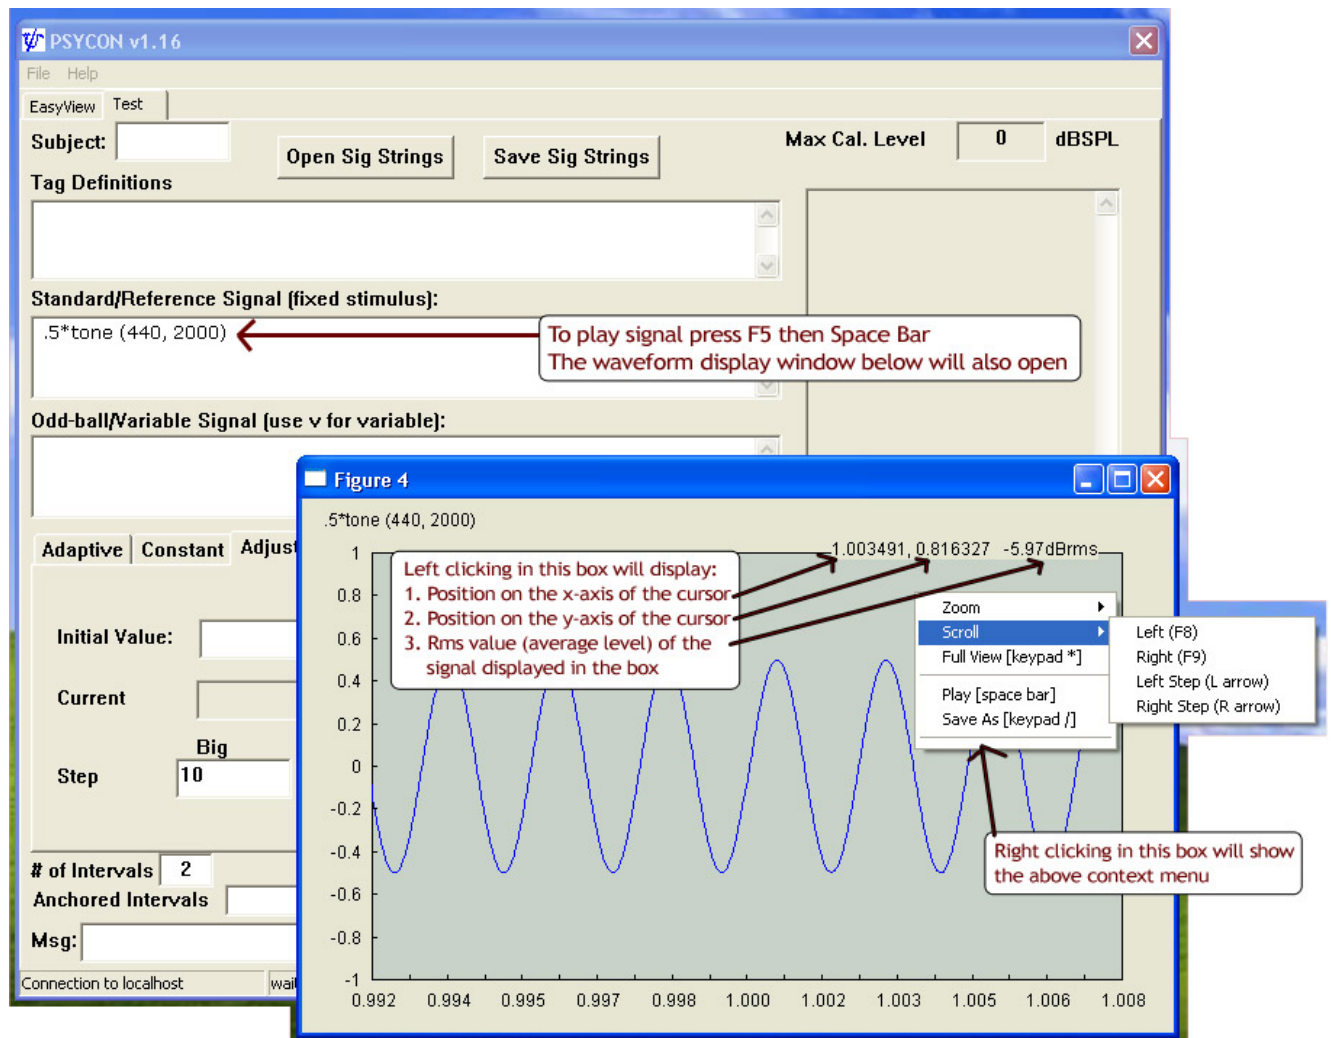 PSYCON v1.16
File Help
EasyView Test
Subject:
Open Sig Strings
Save Sig Strings
Max Cal. Level 0 dBSPL
Tag Definitions
Standard/Reference Signal (fixed stimulus):
.5*tone (440, 2000)
To play signal press F5 then Space Bar
The waveform display window below will also open
Odd-ball/Variable Signal (use v for variable):
Adaptive Constant Adjust
Initial Value:
Current
Big
Step 10
# of Intervals 2
Anchored Intervals
Msg:
Connection to localhost wai
Figure 4
.5*tone (440, 2000)
1.003491, 0.816327 -5.97dBrms
Left clicking in this box will display:
1. Position on the x-axis of the cursor
2. Position on the y-axis of the cursor
3. Rms value (average level) of the
signal displayed in the box
Zoom
Scroll
Full View [keypad *]
Play [space bar]
Save As [keypad /]
Left (F8)
Right (F9)
Left Step (L arrow)
Right Step (R arrow)
Right clicking in this box will show
the above context menu
1
0.8
0.6
0.4
0.2
0
-0.2
-0.4
-0.6
-0.8
-1
0.992 0.994 0.995 0.997 0.998 1.000 1.002 1.003 1.005 1.006 1.008